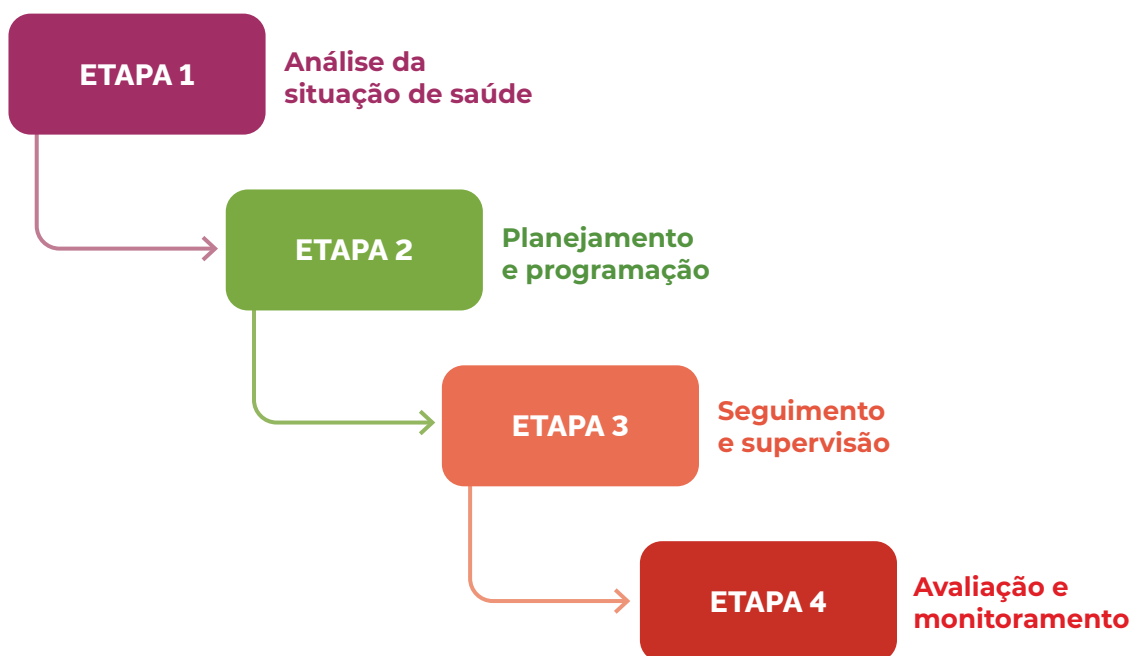 ETAPA 1
Análise da
situação de saúde
ETAPA 2
Planejamento
e programação
ETAPA 3
Seguimento
e supervisão
ETAPA 4
Avaliação e
monitoramento